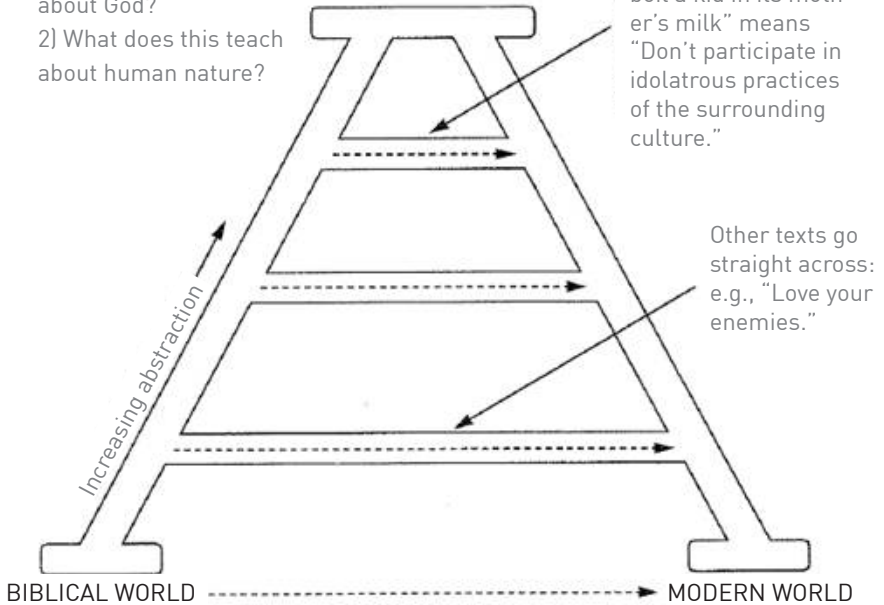 about God?
2) What does this teach
about human nature?
boil a kid in its moth-
er's milk" means
"Don't participate in
idolatrous practices
of the surrounding
culture."
Other texts go
straight across:
e.g., "Love your
enemies."
Increasing abstraction
BIBLICAL WORLD
MODERN WORLD